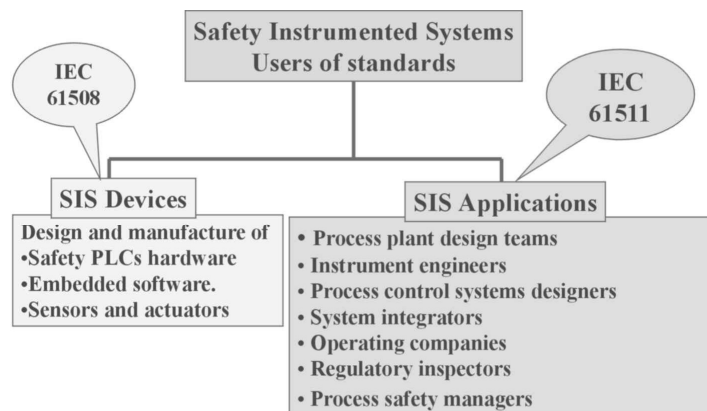 Safety Instrumented Systems
Users of standards
IEC
61508
IEC
61511
SIS Devices
Design and manufacture of
•Safety PLCs hardware
•Embedded software.
•Sensors and actuators
SIS Applications
• Process plant design teams
• Instrument engineers
• Process control systems designers
• System integrators
• Operating companies
• Regulatory inspectors
• Process safety managers